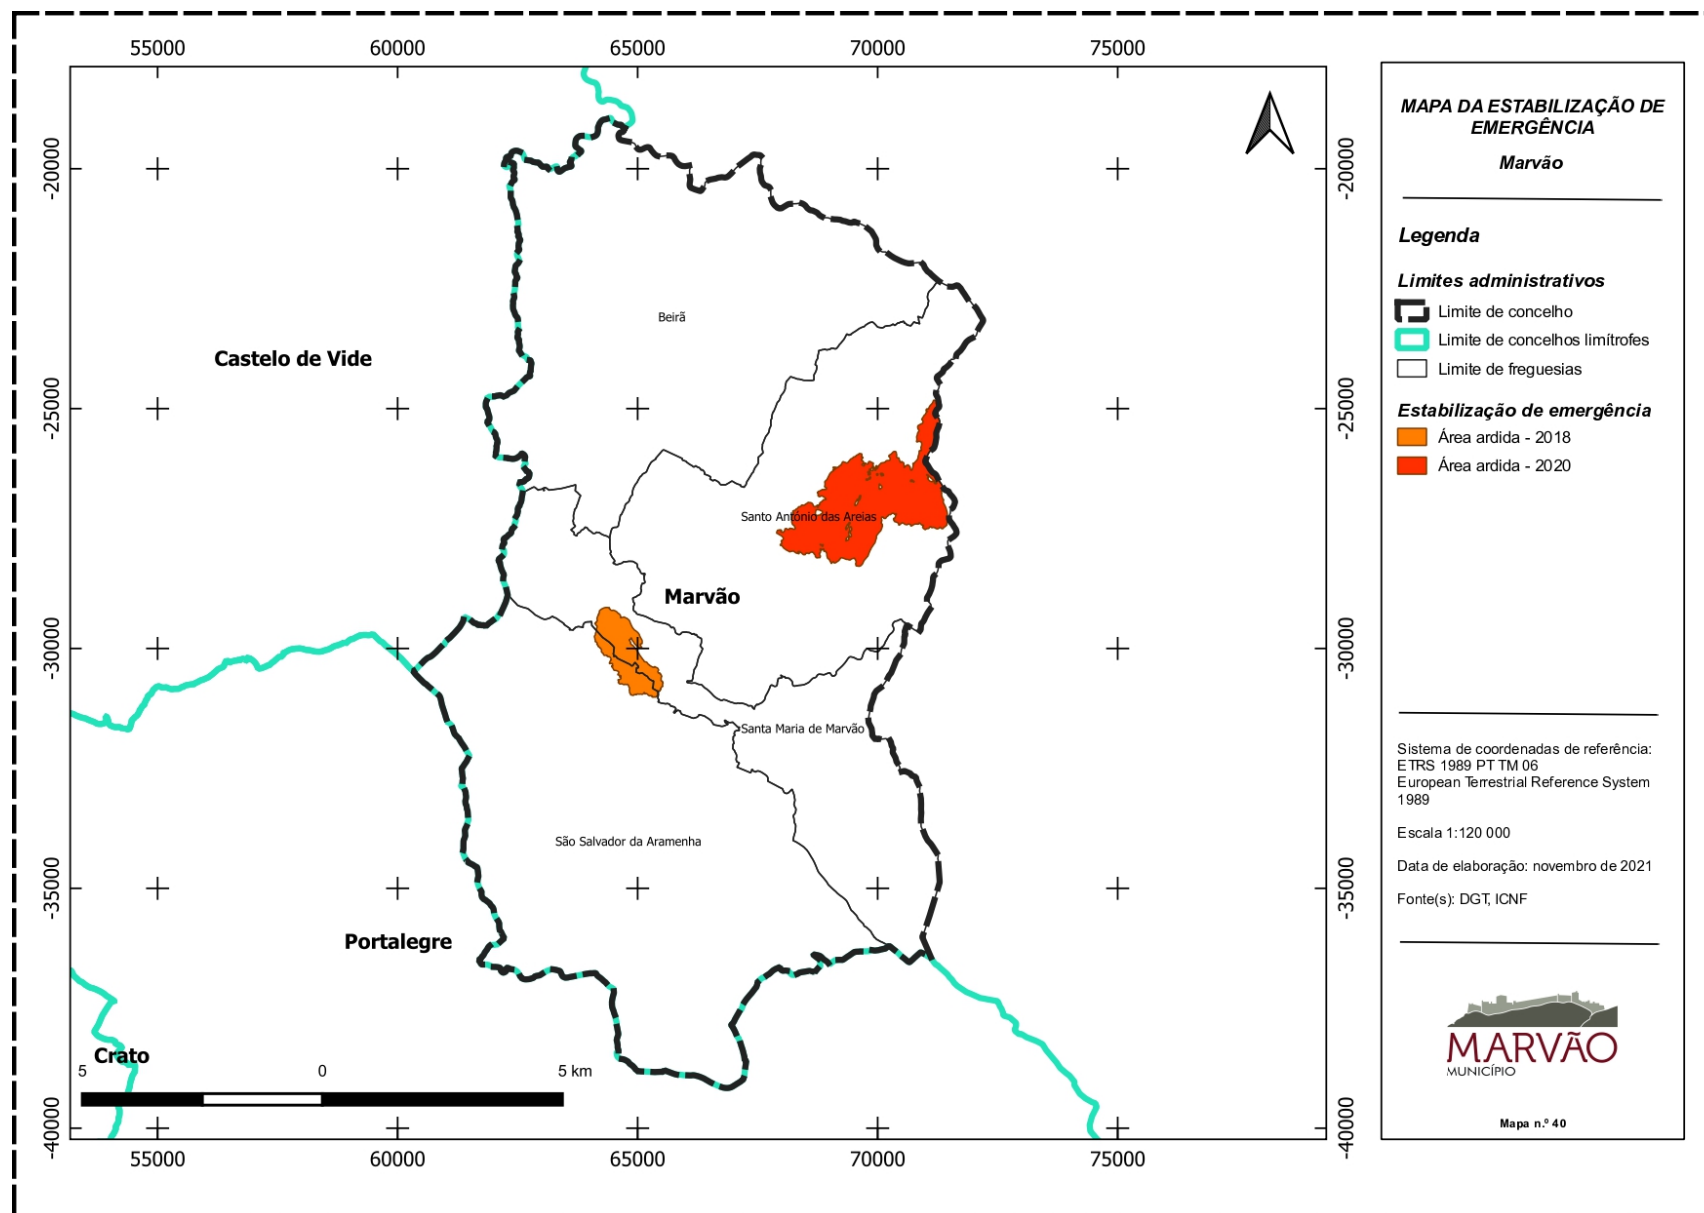 55000
60000
65000
70000
75000
-20000
-20000
Beirã
Castelo de Vide
-25000
-25000
Santo António das Areias
Marvão
-30000
-30000
Santa Maria de Marvão
São Salvador da Aramenha
-35000
-35000
Portalegre
Crato
5
0
5 km
-40000
-40000
55000
60000
65000
70000
75000
MAPA DA ESTABILIZAÇÃO DE
EMERGÊNCIA
Marvão
Legenda
Limites administrativos
Limite de concelho
Limite de concelhos limítrofes
Limite de freguesias
Estabilização de emergência
Área ardida - 2018
Área ardida - 2020
Sistema de coordenadas de referência:
ETRS 1989 PT TM 06
European Terrestrial Reference System
1989
Escala 1:120 000
Data de elaboração: novembro de 2021
Fonte(s): DGT, ICNF
MARVÃO
MUNICÍPIO
Mapa n.º 40